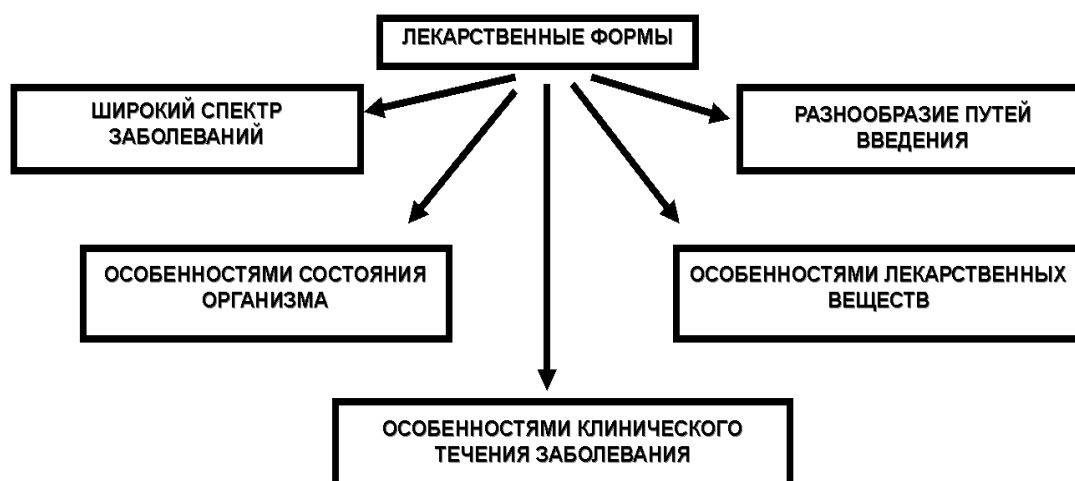 ЛЕКАРСТВЕННЫЕ ФОРМЫ
ШИРОКИЙ СПЕКТР
ЗАБОЛЕВАНИЙ
РАЗНООБРАЗИЕ ПУТЕЙ
ВВЕДЕНИЯ
ОСОБЕННОСТЯМИ СОСТОЯНИЯ
ОРГАНИЗМА
ОСОБЕННОСТЯМИ ЛЕКАРСТВЕННЫХ
ВЕЩЕСТВ
ОСОБЕННОСТЯМИ КЛИНИЧЕСКОГО
ТЕЧЕНИЯ ЗАБОЛЕВАНИЯ